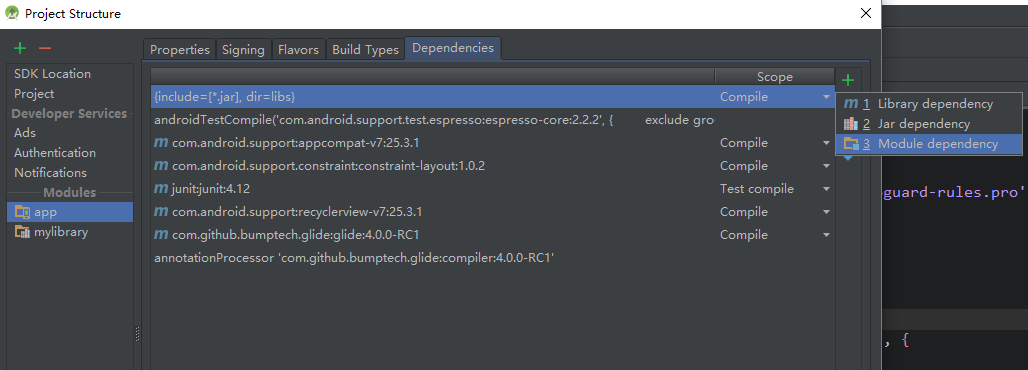 Project Structure
Properties Signing Flavors Build Types Dependencies
SDK Location
Project
Developer Services
Ads
Authentication
Notifications
Modules
app
mylibrary
Scope
{include=[*.jar], dir=libs} Compile
androidTestCompile('com.android.support.test.espresso:espresso-core:2.2.2', { exclude grou
m com.android.support:appcompat-v7:25.3.1 Compile
m com.android.support.constraint:constraint-layout:1.0.2 Compile
m junit:junit:4.12 Test compile
m com.android.support:recyclerview-v7:25.3.1 Compile
m com.github.bumptech.glide:glide:4.0.0-RC1 Compile
annotationProcessor 'com.github.bumptech.glide:compiler:4.0.0-RC1'
m 1 Library dependency
2 Jar dependency
3 Module dependency
guard-rules.pro'
, {